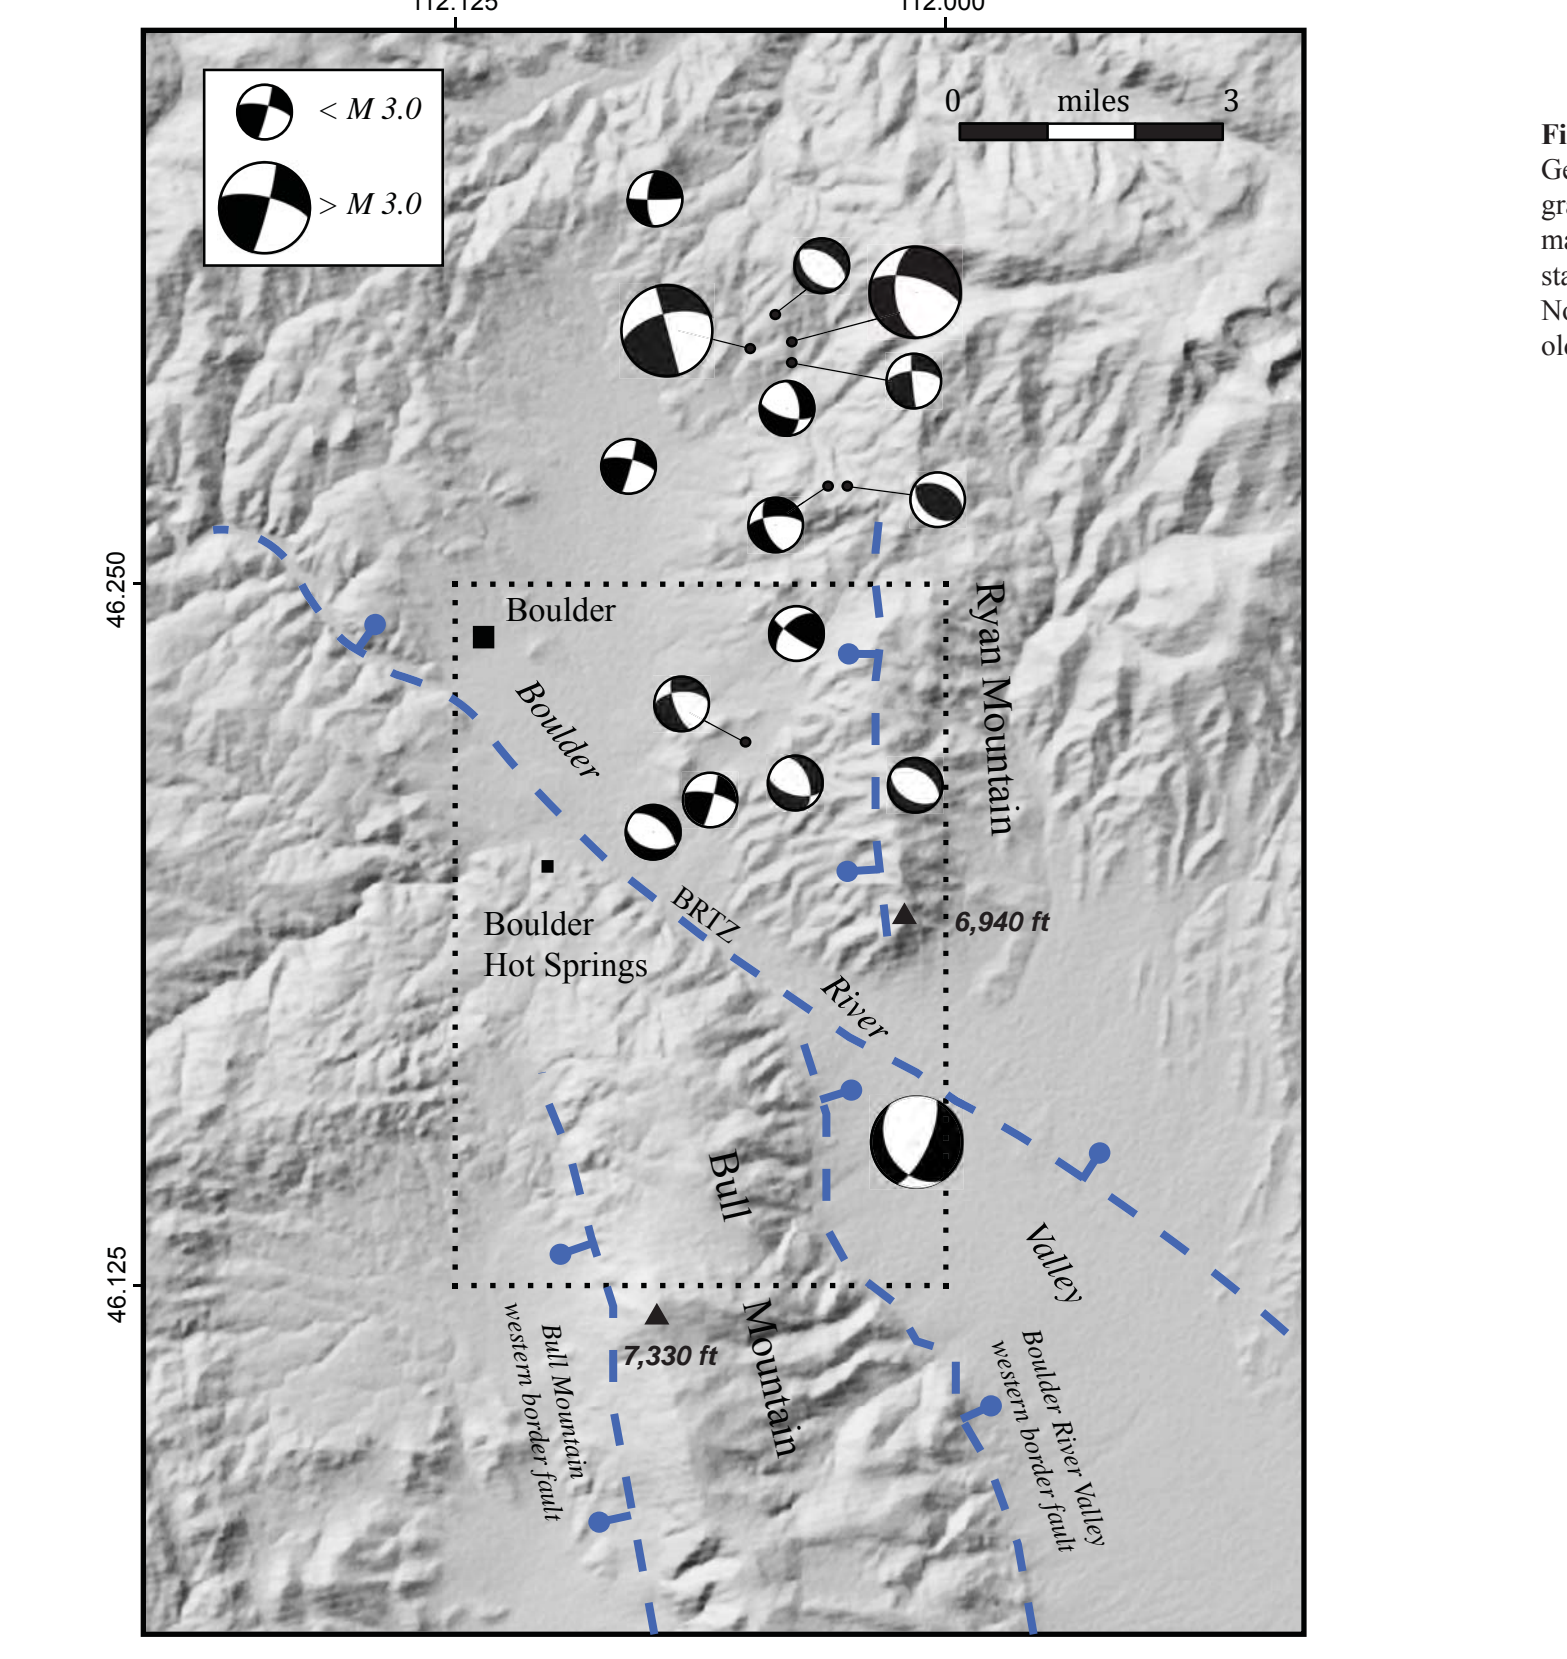 112.125
112.000
< M 3.0
> M 3.0
0 miles 3
46.250
Boulder
Ryan Mountain
Boulder
BRTZ
6,940 ft
Boulder
Hot Springs
River
Bull
Valley
46.125
Mountain
7,330 ft
Bull Mountain
western border fault
Boulder River Valley
western border fault